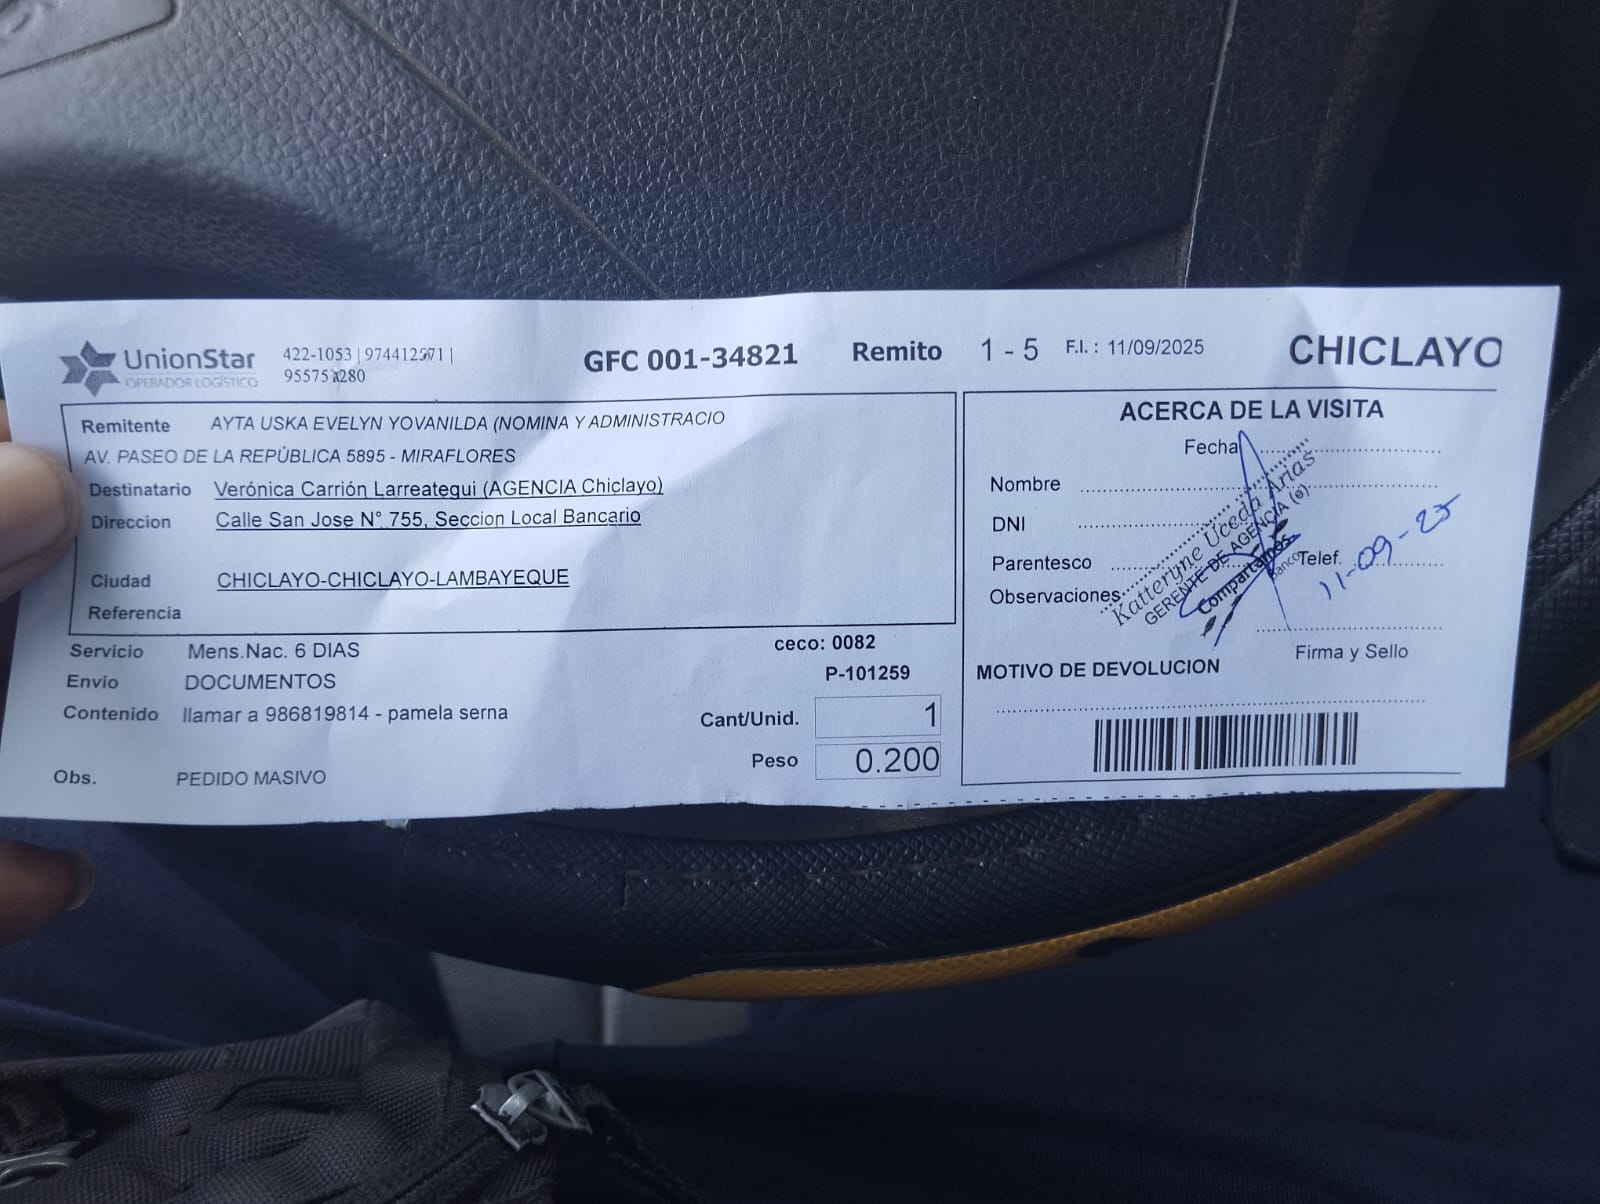 UnionStar
OPERADOR LOGÍSTICO
422-1053 | 974412571 |
95575 280
GFC 001-34821
Remito 1 - 5 F.I. : 11/09/2025
CHICLAYO
Remitente AYTA USKA EVELYN YOVANILDA (NOMINA Y ADMINISTRACIO
AV. PASEO DE LA REPÚBLICA 5895 - MIRAFLORES
Destinatario Verónica Carrión Larreategui (AGENCIA Chiclayo)
Direccion Calle San Jose N° 755, Seccion Local Bancario
Ciudad CHICLAYO-CHICLAYO-LAMBAYEQUE
Referencia
Servicio Mens.Nac. 6 DIAS
Envío DOCUMENTOS
Contenido llamar a 986819814 - pamela serna
Obs. PEDIDO MASIVO
ceco: 0082
P-101259
Cant/Unid. 1
Peso 0.200
ACERCA DE LA VISITA
Fecha
Nombre
DNI
Parentesco
Telef.
Observaciones
Katteryne Uceda Arias
GERENTE DE AGENCIA (e)
Compartamos
Banco
11-09-25
Firma y Sello
MOTIVO DE DEVOLUCION